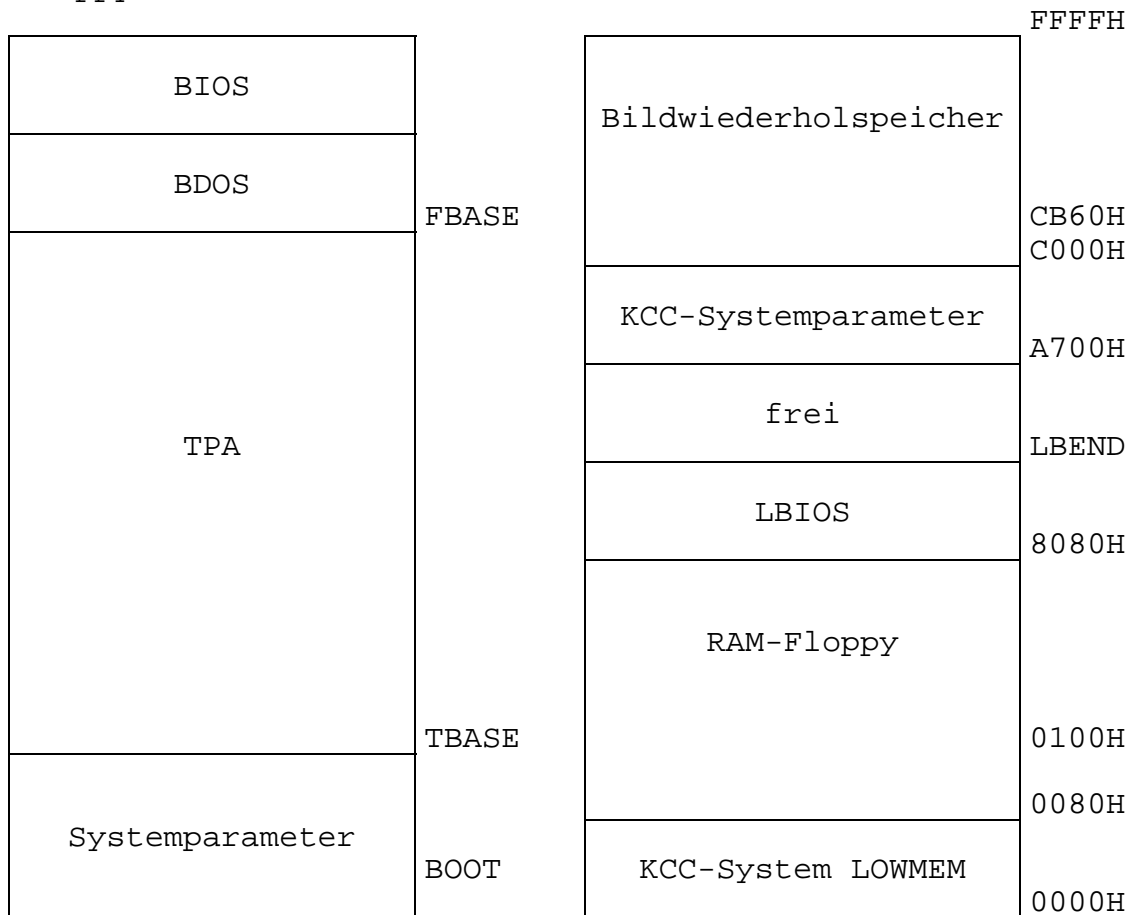 FFFFH
BIOS
Bildwiederholspeicher
BDOS
FBASE
CB60H
C000H
KCC-Systemparameter
A700H
frei
TPA
LBEND
LBIOS
8080H
RAM-Floppy
TBASE
0100H
0080H
Systemparameter
BOOT
KCC-System LOWMEM
0000H